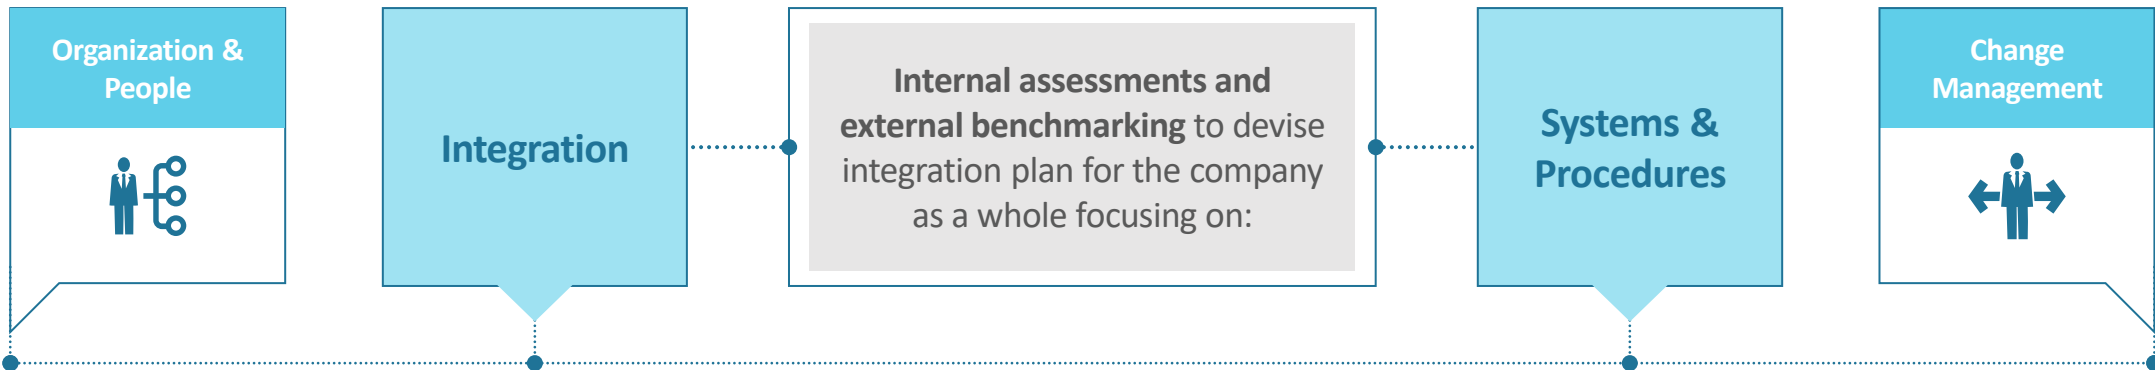 Organization &
People
Integration
Internal assessments and
external benchmarking to devise
integration plan for the company
as a whole focusing on:
Systems &
Procedures
Change
Management